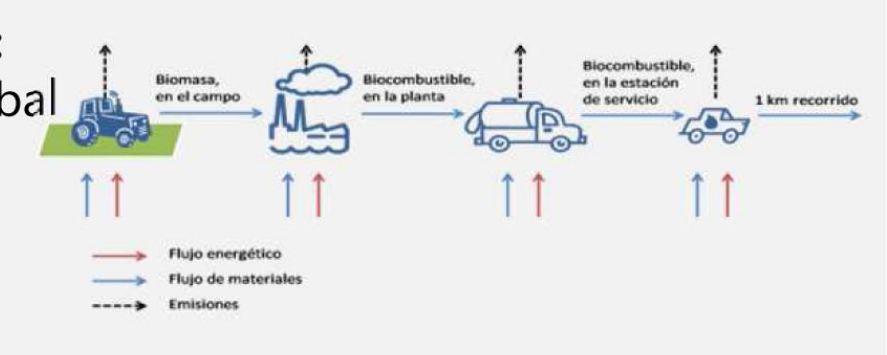 :
bal
Biomasa,
en el campo
Biocombustible,
en la planta
Biocombustible,
en la estación
de servicio
1 km recorrido
Flujo energético
Flujo de materiales
Emisiones